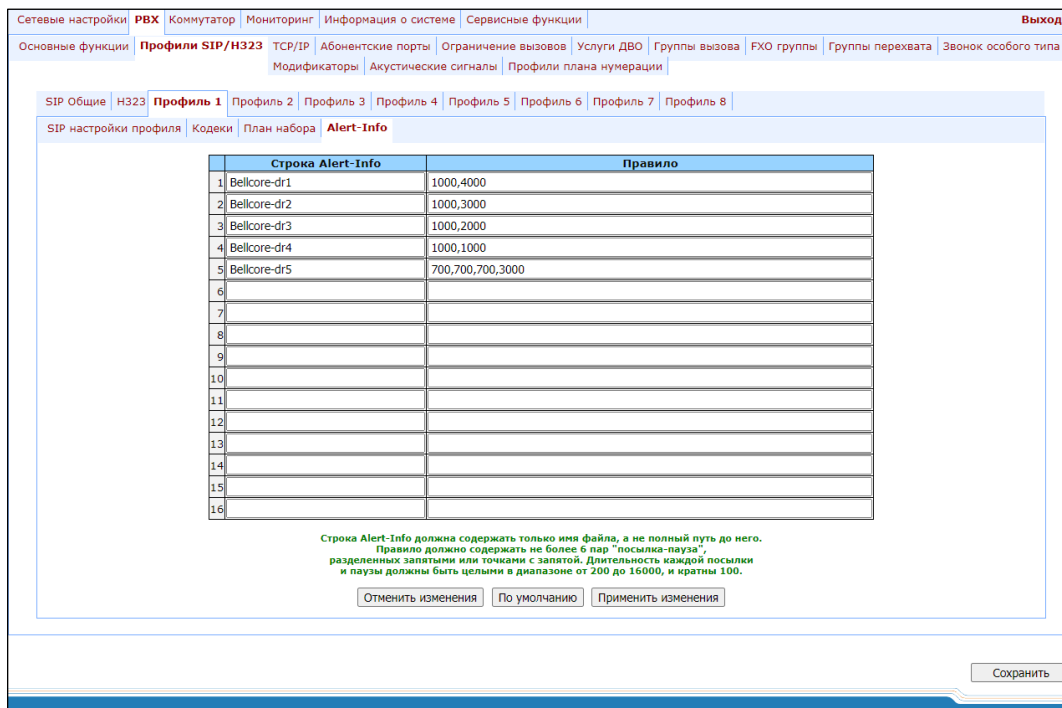 Сетевые настройки PBX Коммутатор Мониторинг Информация о системе Сервисные функции Выход
Основные функции Профили SIP/H323 TCP/IP Абонентские порты Ограничение вызовов Услуги ДВО Группы вызова FXO группы Группы перехвата Звонок особого типа
Модификаторы Акустические сигналы Профили плана нумерации
SIP Общие H323 Профиль 1 Профиль 2 Профиль 3 Профиль 4 Профиль 5 Профиль 6 Профиль 7 Профиль 8
SIP настройки профиля Кодеки План набора Alert-Info
Строка Alert-Info Правило
1 Bellcore-dr1 1000,4000
2 Bellcore-dr2 1000,3000
3 Bellcore-dr3 1000,2000
4 Bellcore-dr4 1000,1000
5 Bellcore-dr5 700,700,700,3000
6
7
8
9
10
11
12
13
14
15
16
Строка Alert-Info должна содержать только имя файла, а не полный путь до него.
Правило должно содержать не более 6 пар "посылка-пауза",
разделенных запятыми или точками с запятой. Длительность каждой посылки
и паузы должны быть целыми в диапазоне от 200 до 16000, и кратны 100.
Отменить изменения По умолчанию Применить изменения
Сохранить